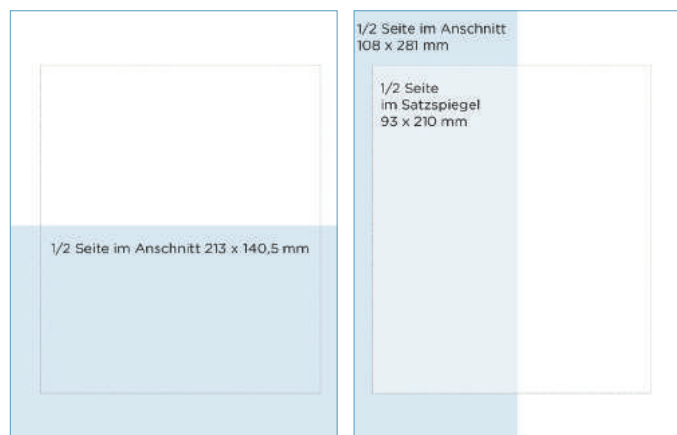 1/2 Seite im Anschnitt 213 x 140,5 mm
1/2 Seite im Anschnitt
108 x 281 mm
1/2 Seite
im Satzspiegel
93 x 210 mm